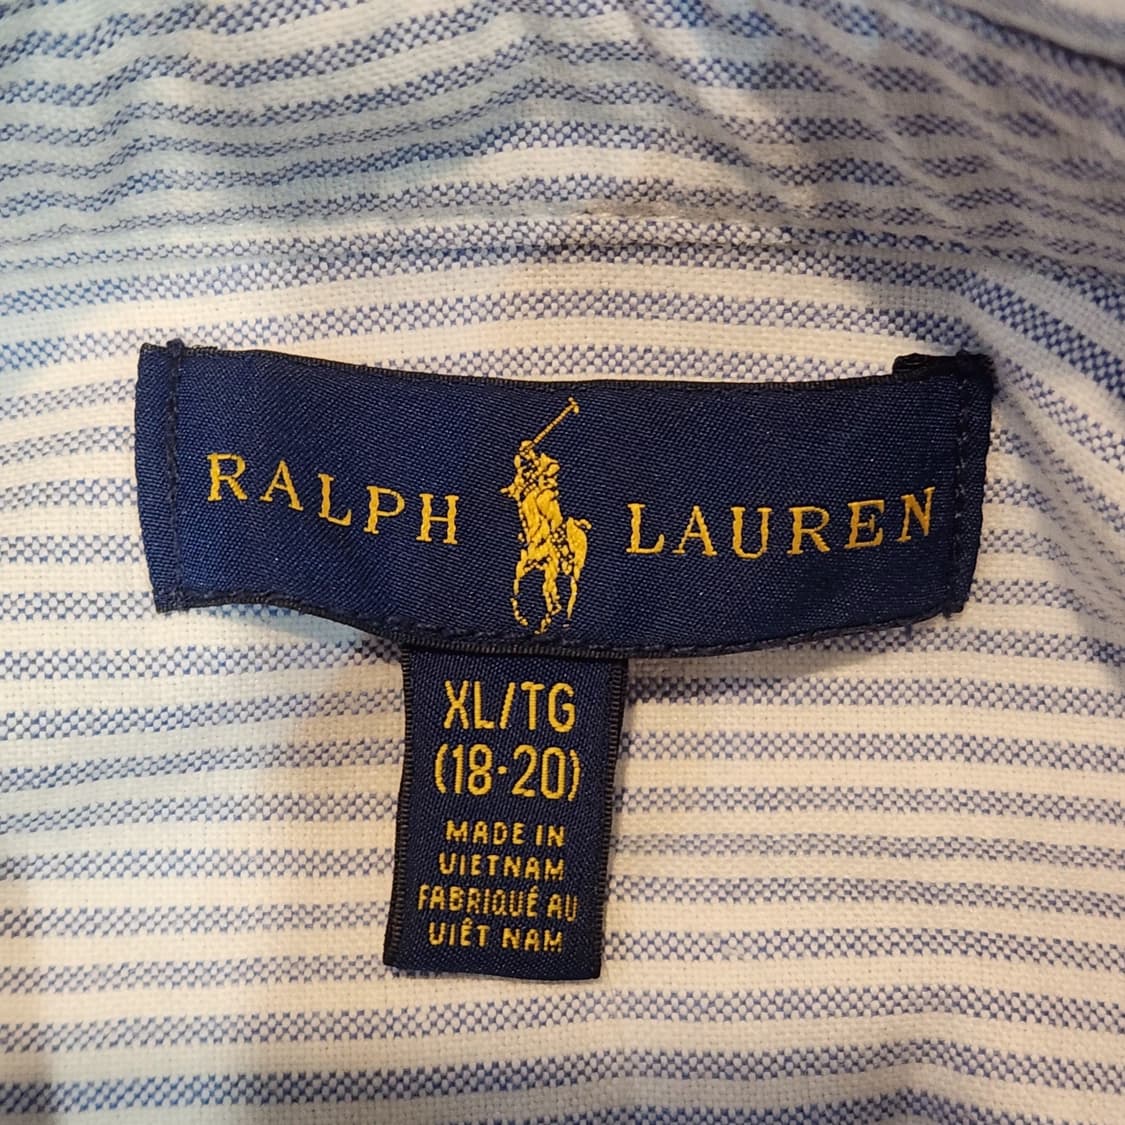 RALPH LAUREN
XL/TG
(18·20)
MADE IN
VIETNAM
FABRIQUÉ AU
VIÊT NAM